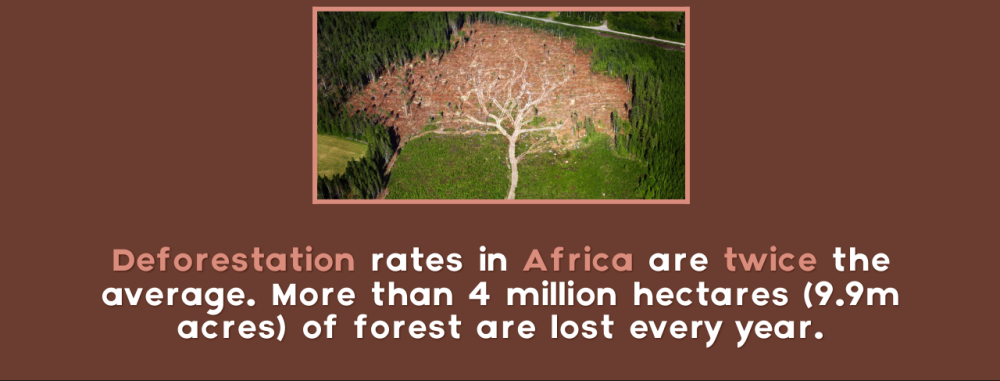 Deforestation rates in Africa are twice the
average. More than 4 million hectares (9.9m
acres) of forest are lost every year.